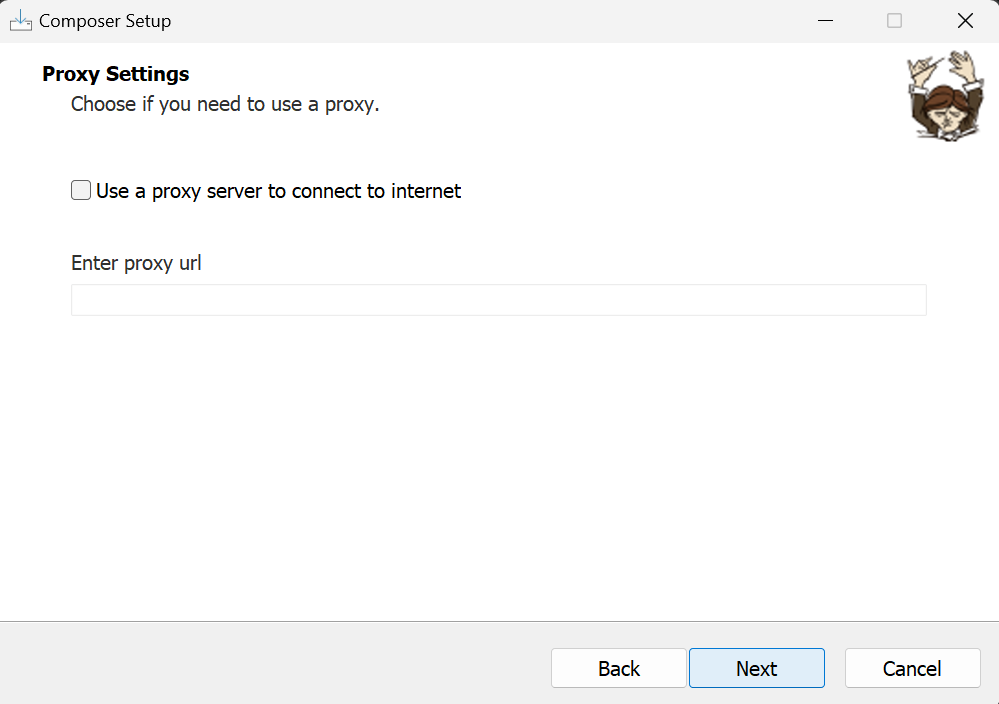 Composer Setup
Proxy Settings
Choose if you need to use a proxy.
Use a proxy server to connect to internet
Enter proxy url
Back
Next
Cancel